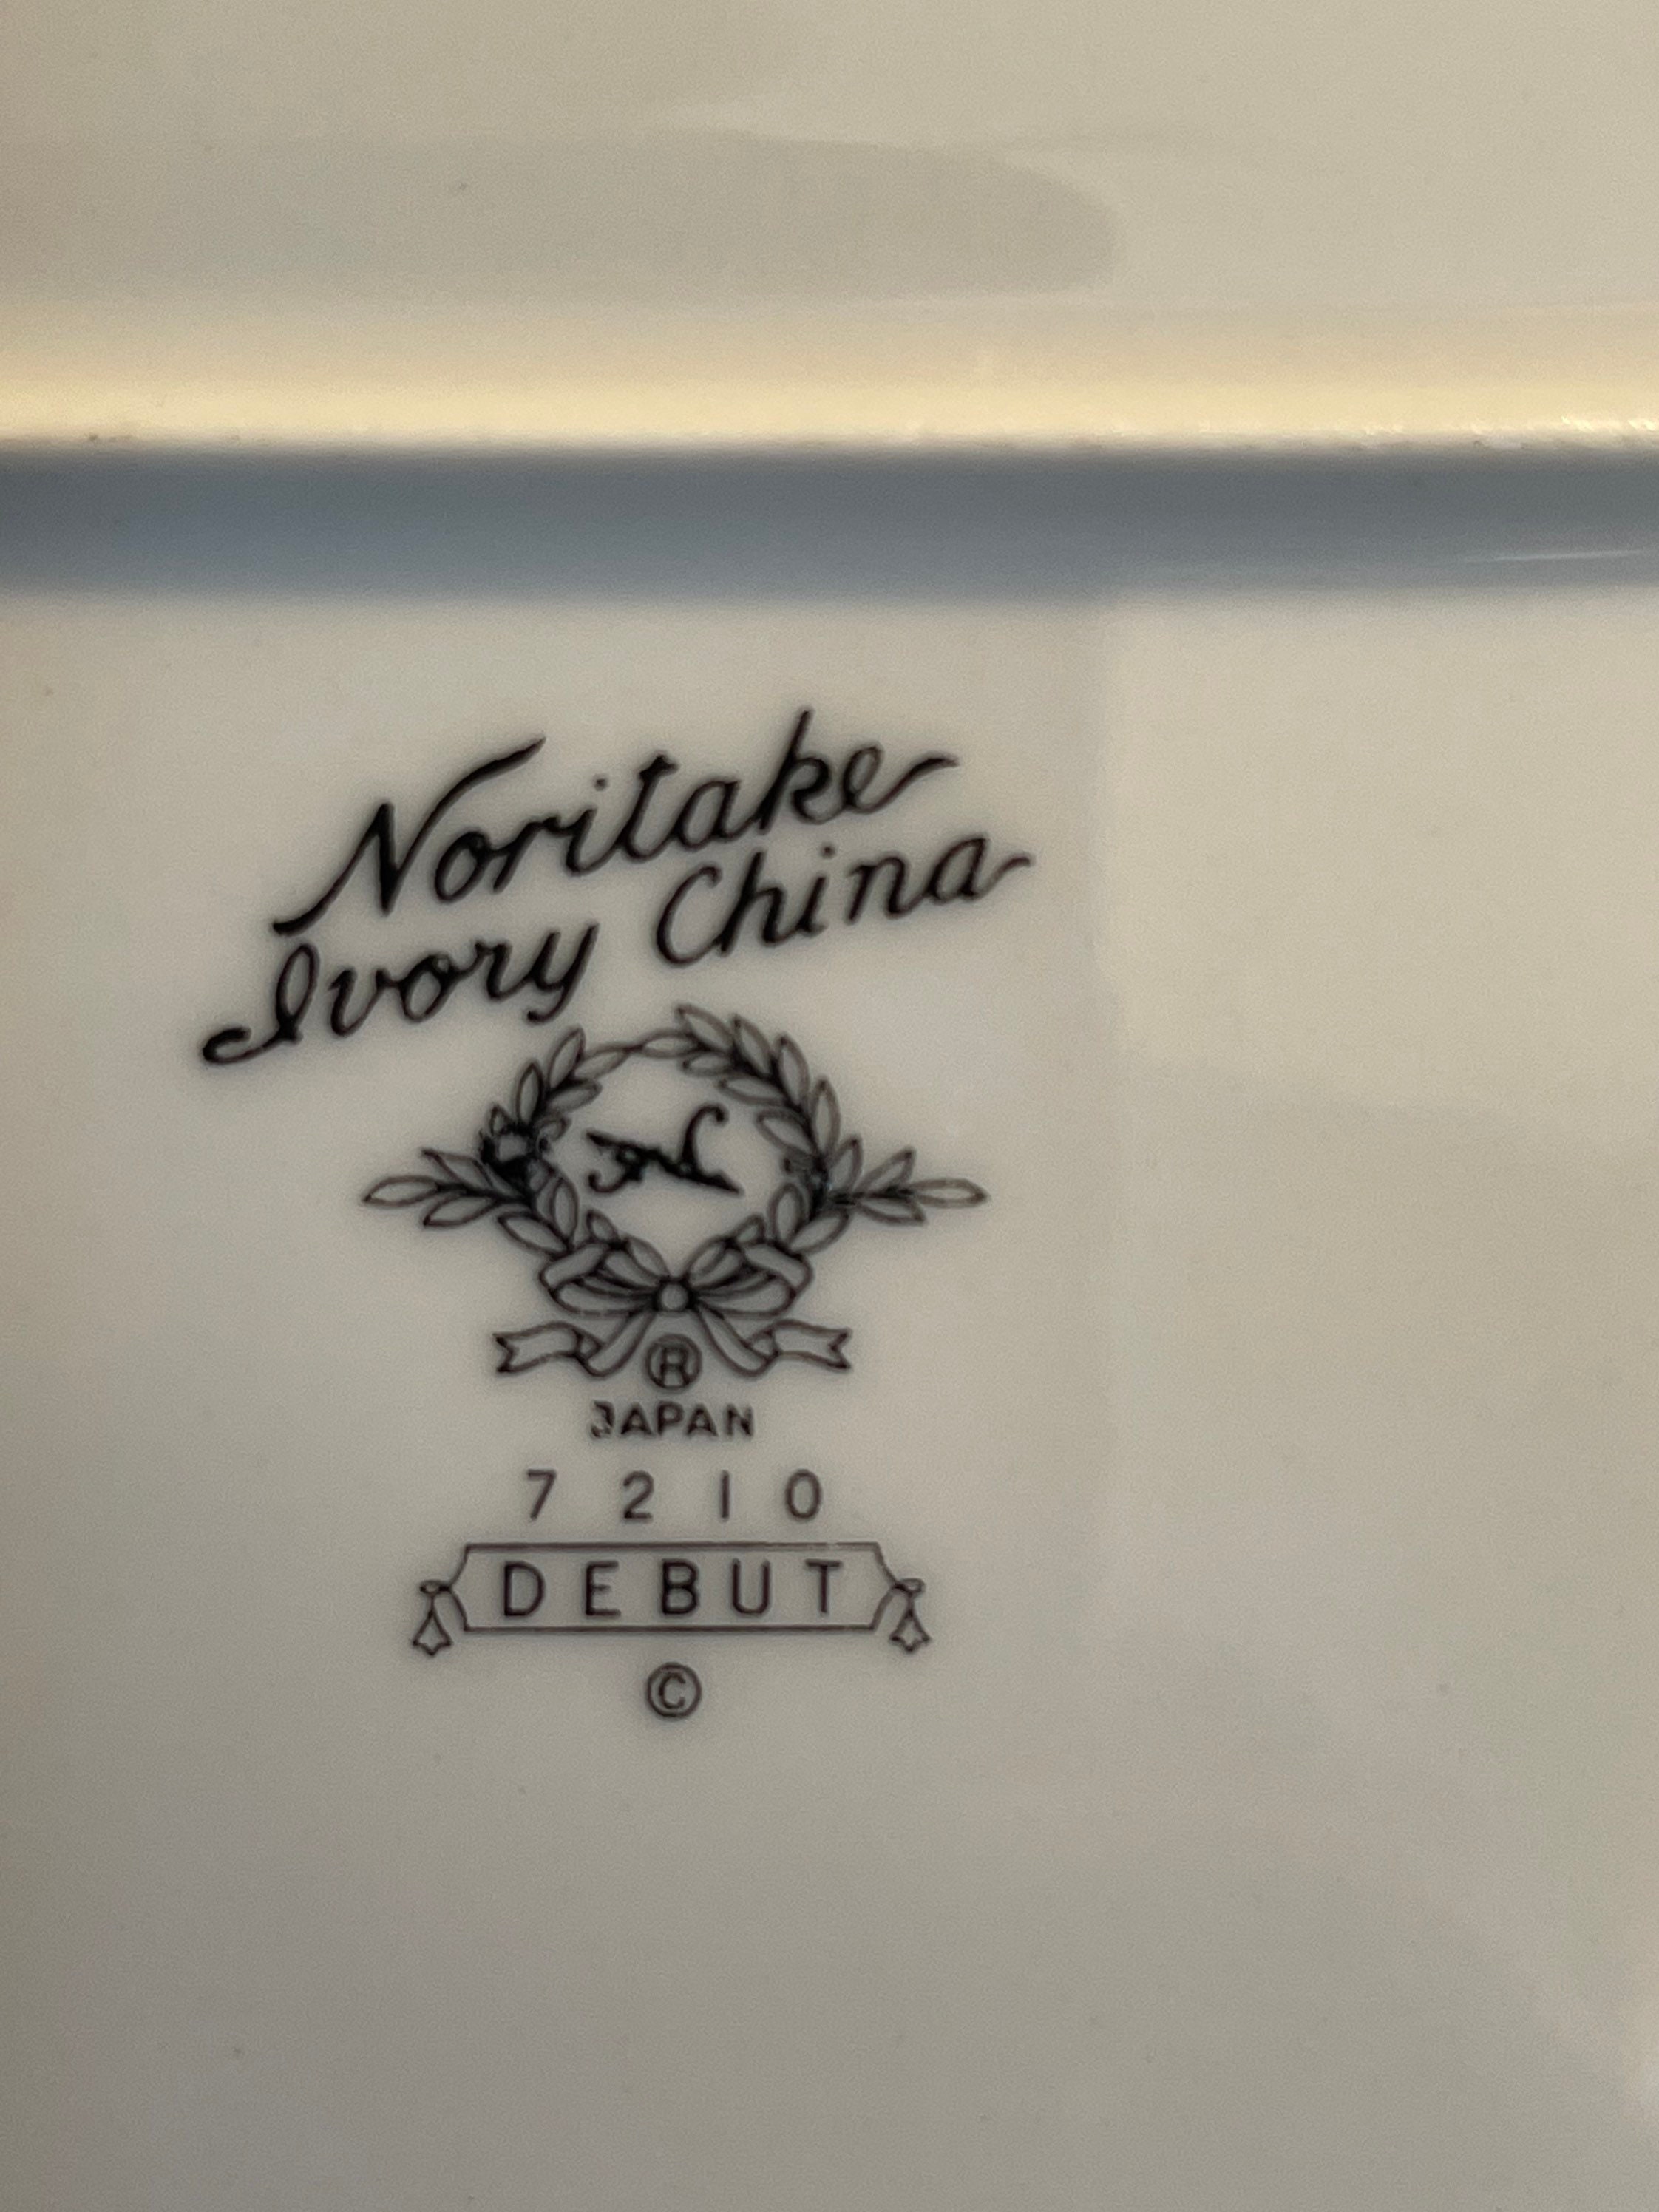 Noritake
Ivory China
N
®
JAPAN
7210
DEBUT
©